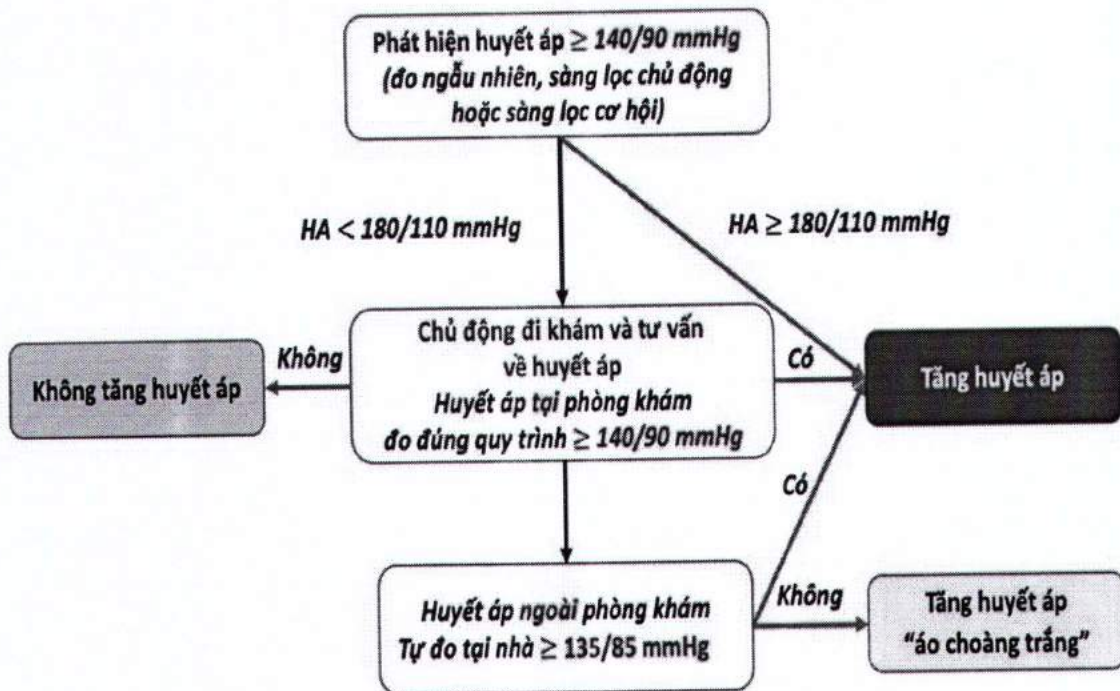 Phát hiện huyết áp ≥ 140/90 mmHg
(đo ngẫu nhiên, sàng lọc chủ động
hoặc sàng lọc cơ hội)
HA < 180/110 mmHg
HA ≥ 180/110 mmHg
Không tăng huyết áp
Không
Chủ động đi khám và tư vấn
về huyết áp
Huyết áp tại phòng khám
đo đúng quy trình ≥ 140/90 mmHg
Có
Tăng huyết áp
Có
Huyết áp ngoài phòng khám
Tự đo tại nhà ≥ 135/85 mmHg
Không
Tăng huyết áp
“áo choàng trắng”